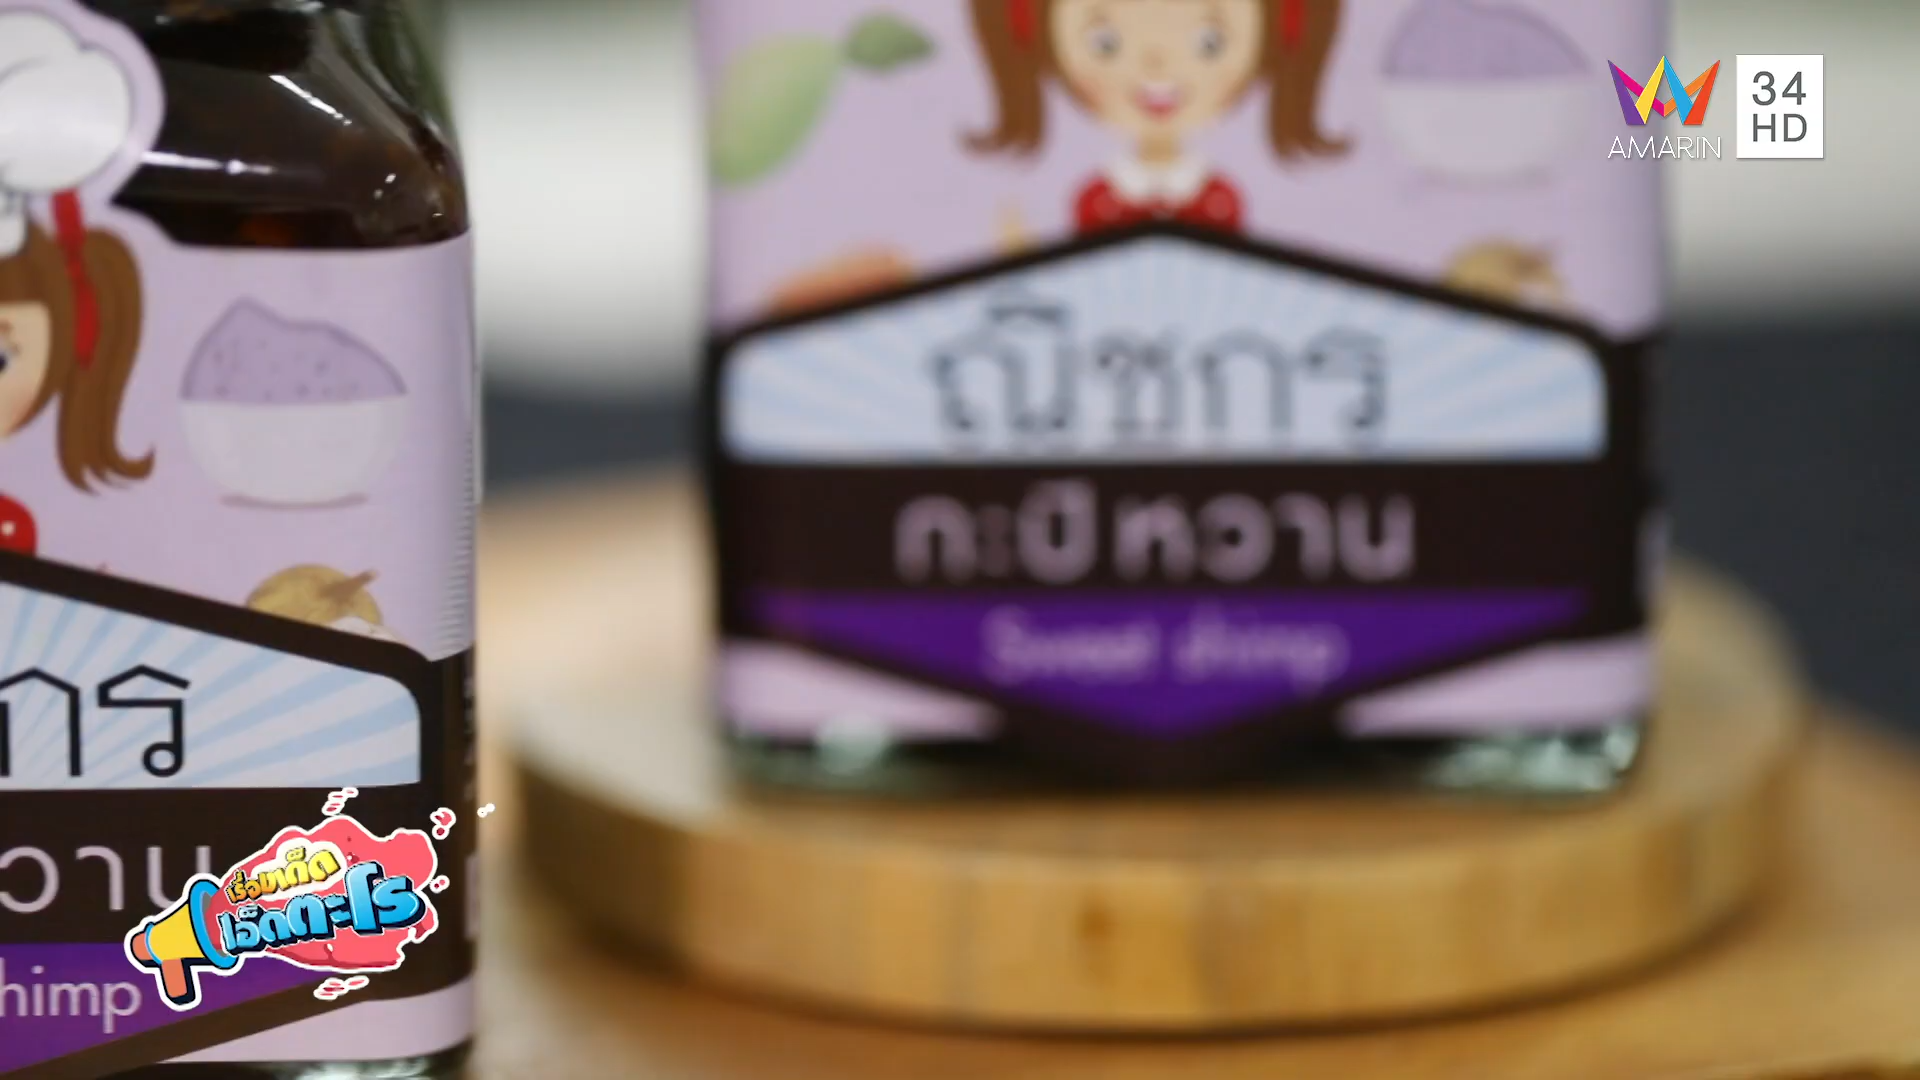 AMARIN
34
HD
ณิชกร
กะปิหวาน
Sweet shimp
กร
วาน
himp
เรื่องเด็ด
เอ็ดตะโร